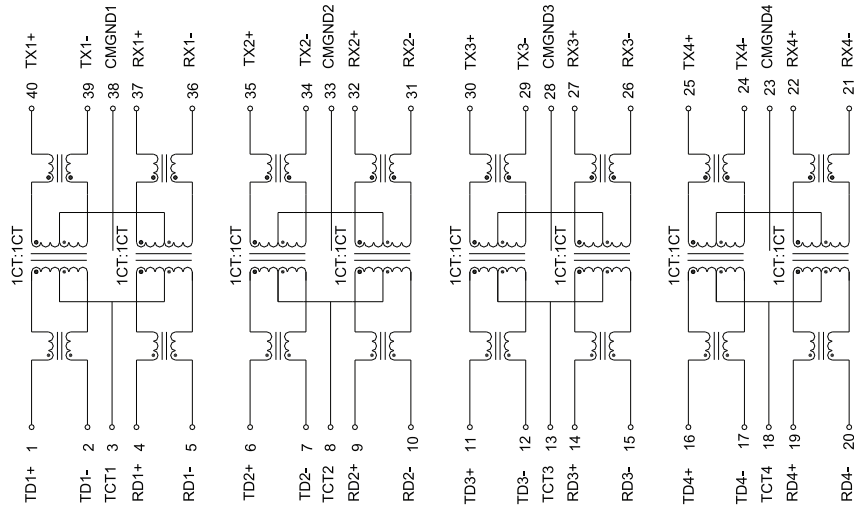 TX1+
TX1-
CMGND1
RX1+
RX1-
TX2+
TX2-
CMGND2
RX2+
RX2-
TX3+
TX3-
CMGND3
RX3+
RX3-
TX4+
TX4-
CMGND4
RX4+
RX4-
40
39
38
37
36
35
34
33
32
31
30
29
28
27
26
25
24
23
22
21
1CT:1CT
1CT:1CT
1CT:1CT
1CT:1CT
1CT:1CT
1CT:1CT
1CT:1CT
1CT:1CT
1
2
3
4
5
6
7
8
9
10
11
12
13
14
15
16
17
18
19
20
TD1+
TD1-
TCT1
RD1+
RD1-
TD2+
TD2-
TCT2
RD2+
RD2-
TD3+
TD3-
TCT3
RD3+
RD3-
TD4+
TD4-
TCT4
RD4+
RD4-